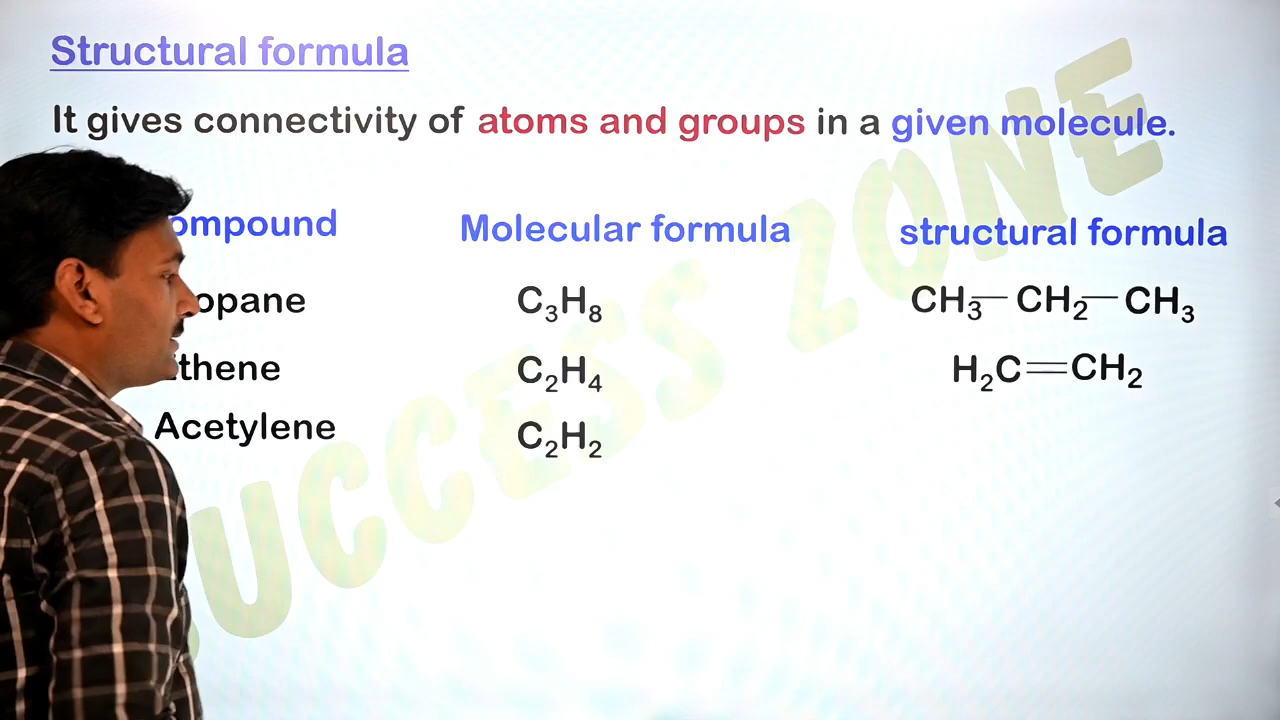 Structural formula
It gives connectivity of atoms and groups in a given molecule.
ompound Molecular formula structural formula
opane C₃H₈ CH₃—CH₂—CH₃
thene C₂H₄ H₂C=CH₂
Acetylene C₂H₂
UCCESS ZONE